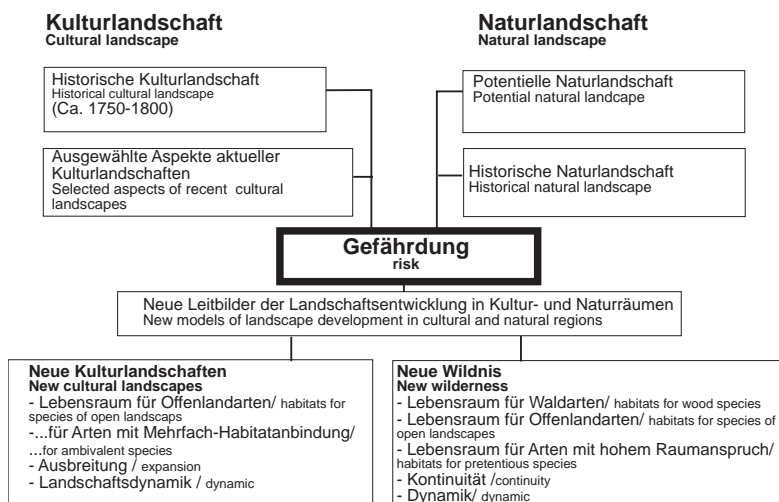 Kulturlandschaft
Cultural landscape
Naturlandschaft
Natural landscape
Historische Kulturlandschaft
Historical cultural landscape
(Ca. 1750-1800)
Potentielle Naturlandschaft
Potential natural landcape
Ausgewählte Aspekte aktueller
Kulturlandschaften
Selected aspects of recent cultural
landscapes
Historische Naturlandschaft
Historical natural landscape
Gefährdung
risk
Neue Leitbilder der Landschaftsentwicklung in Kultur- und Naturräumen
New models of landscape development in cultural and natural regions
Neue Kulturlandschaften
New cultural landscapes
- Lebensraum für Offenlandarten/ habitats for
species of open landscaps
-...für Arten mit Mehrfach-Habitatanbindung/
...for ambivalent species
- Ausbreitung / expansion
- Landschaftsdynamik / dynamic
Neue Wildnis
New wilderness
- Lebensraum für Waldarten/ habitats for wood species
- Lebensraum für Offenlandarten/ habitats for species of
open landscapes
- Lebensraum für Arten mit hohem Raumanspruch/
habitats for pretentious species
- Kontinuität /continuity
- Dynamik/ dynamic